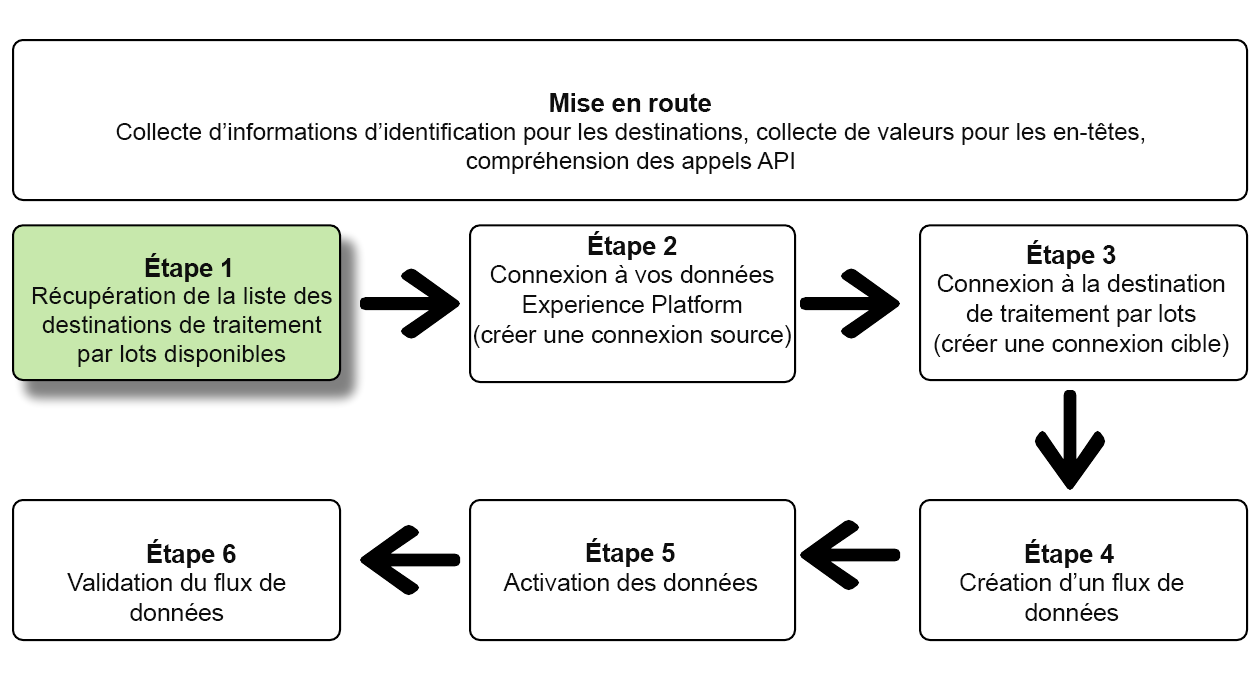 Mise en route
Collecte d’informations d’identification pour les destinations, collecte de valeurs pour les en-têtes,
compréhension des appels API
Étape 1
Récupération de la liste des
destinations de traitement
par lots disponibles
Étape 2
Connexion à vos données
Experience Platform
(créer une connexion source)
Étape 3
Connexion à la destination
de traitement par lots
(créer une connexion cible)
Étape 4
Création d’un flux de
données
Étape 5
Activation des données
Étape 6
Validation du flux de
données